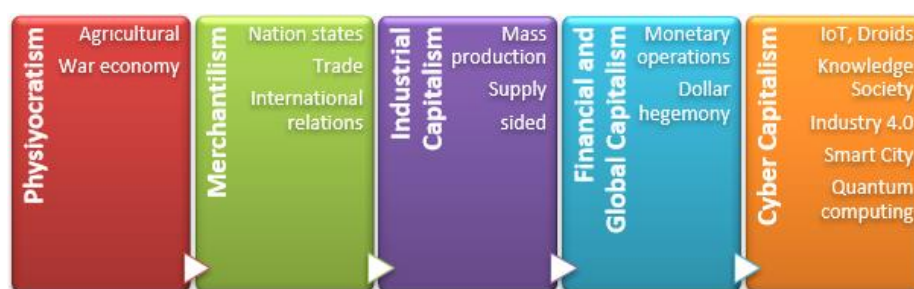 Physiyocratism
Agricultural
War economy
Merchantilism
Nation states
Trade
International
relations
Industrial
Capitalism
Mass
production
Supply
sided
Financial and
Global Capitalism
Monetary
operations
Dollar
hegemony
Cyber Capitalism
IoT, Droids
Knowledge
Society
Industry 4.0
Smart City
Quantum
computing